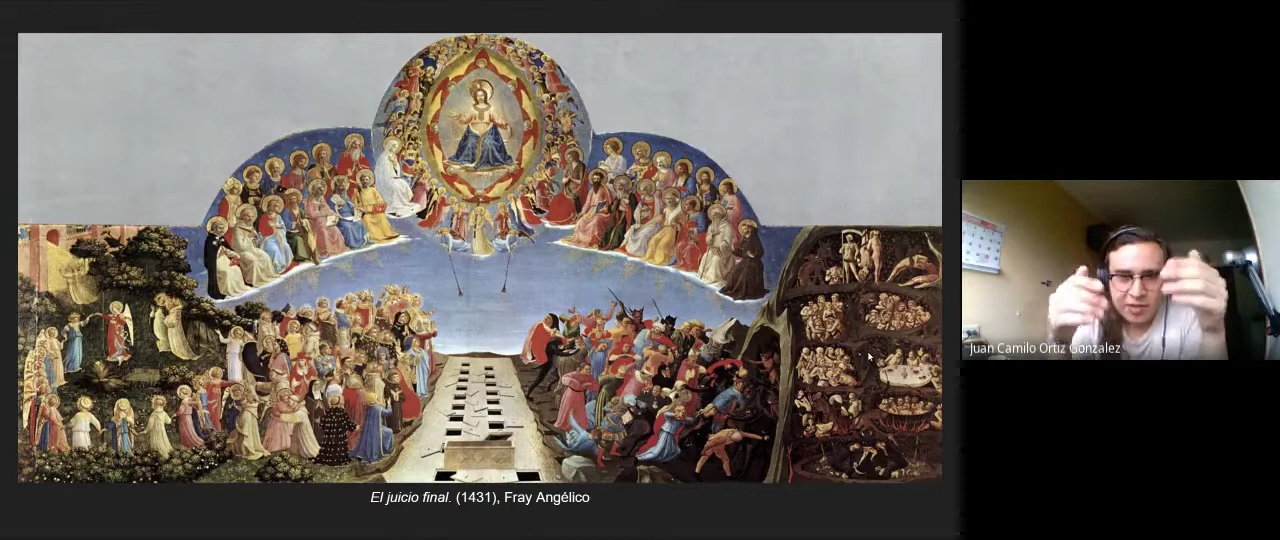 El juicio final. (1431), Fray Angélico
Juan Camilo Ortiz Gonzalez